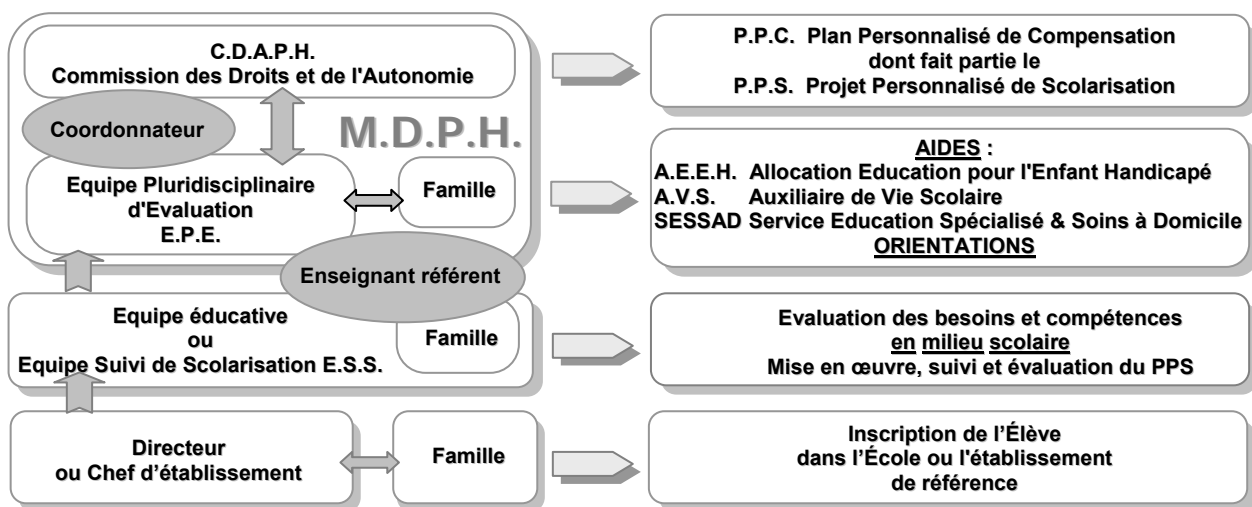 C.D.A.P.H.
Commission des Droits et de l'Autonomie
Coordonnateur
M.D.P.H.
Equipe Pluridisciplinaire
d'Evaluation
E.P.E.
Famille
Enseignant référent
Equipe éducative
ou
Equipe Suivi de Scolarisation E.S.S.
Famille
Directeur
ou Chef d’établissement
Famille
P.P.C. Plan Personnalisé de Compensation
dont fait partie le
P.P.S. Projet Personnalisé de Scolarisation
AIDES :
A.E.E.H. Allocation Education pour l'Enfant Handicapé
A.V.S. Auxiliaire de Vie Scolaire
SESSAD Service Education Spécialisé & Soins à Domicile
ORIENTATIONS
Evaluation des besoins et compétences
en milieu scolaire
Mise en œuvre, suivi et évaluation du PPS
Inscription de l’Élève
dans l’École ou l'établissement
de référence